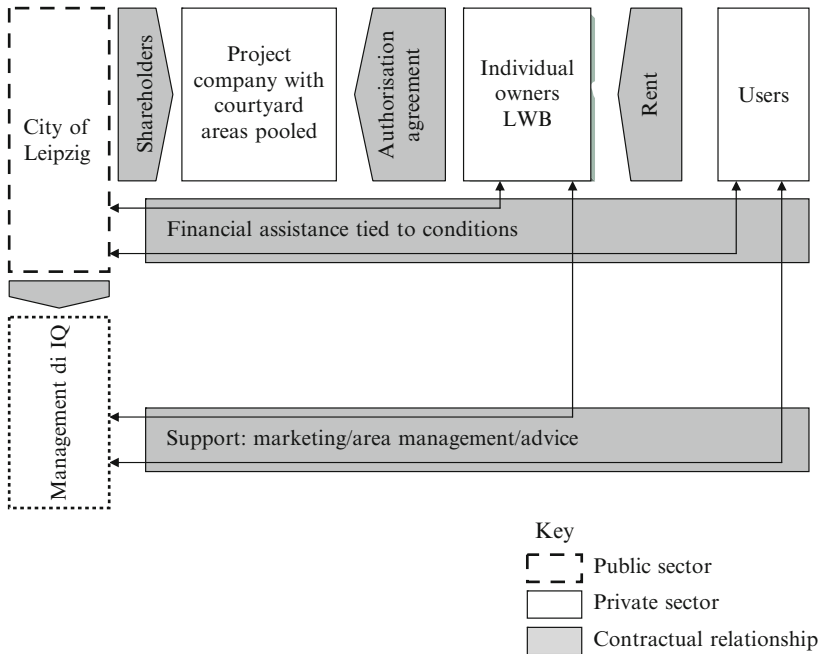 City of
Leipzig
Shareholders
Project
company with
courtyard
areas pooled
Authorisation
agreement
Individual
owners
LWB
Rent
Users
Financial assistance tied to conditions
Management di IQ
Support: marketing/area management/advice
Key
Public sector
Private sector
Contractual relationship